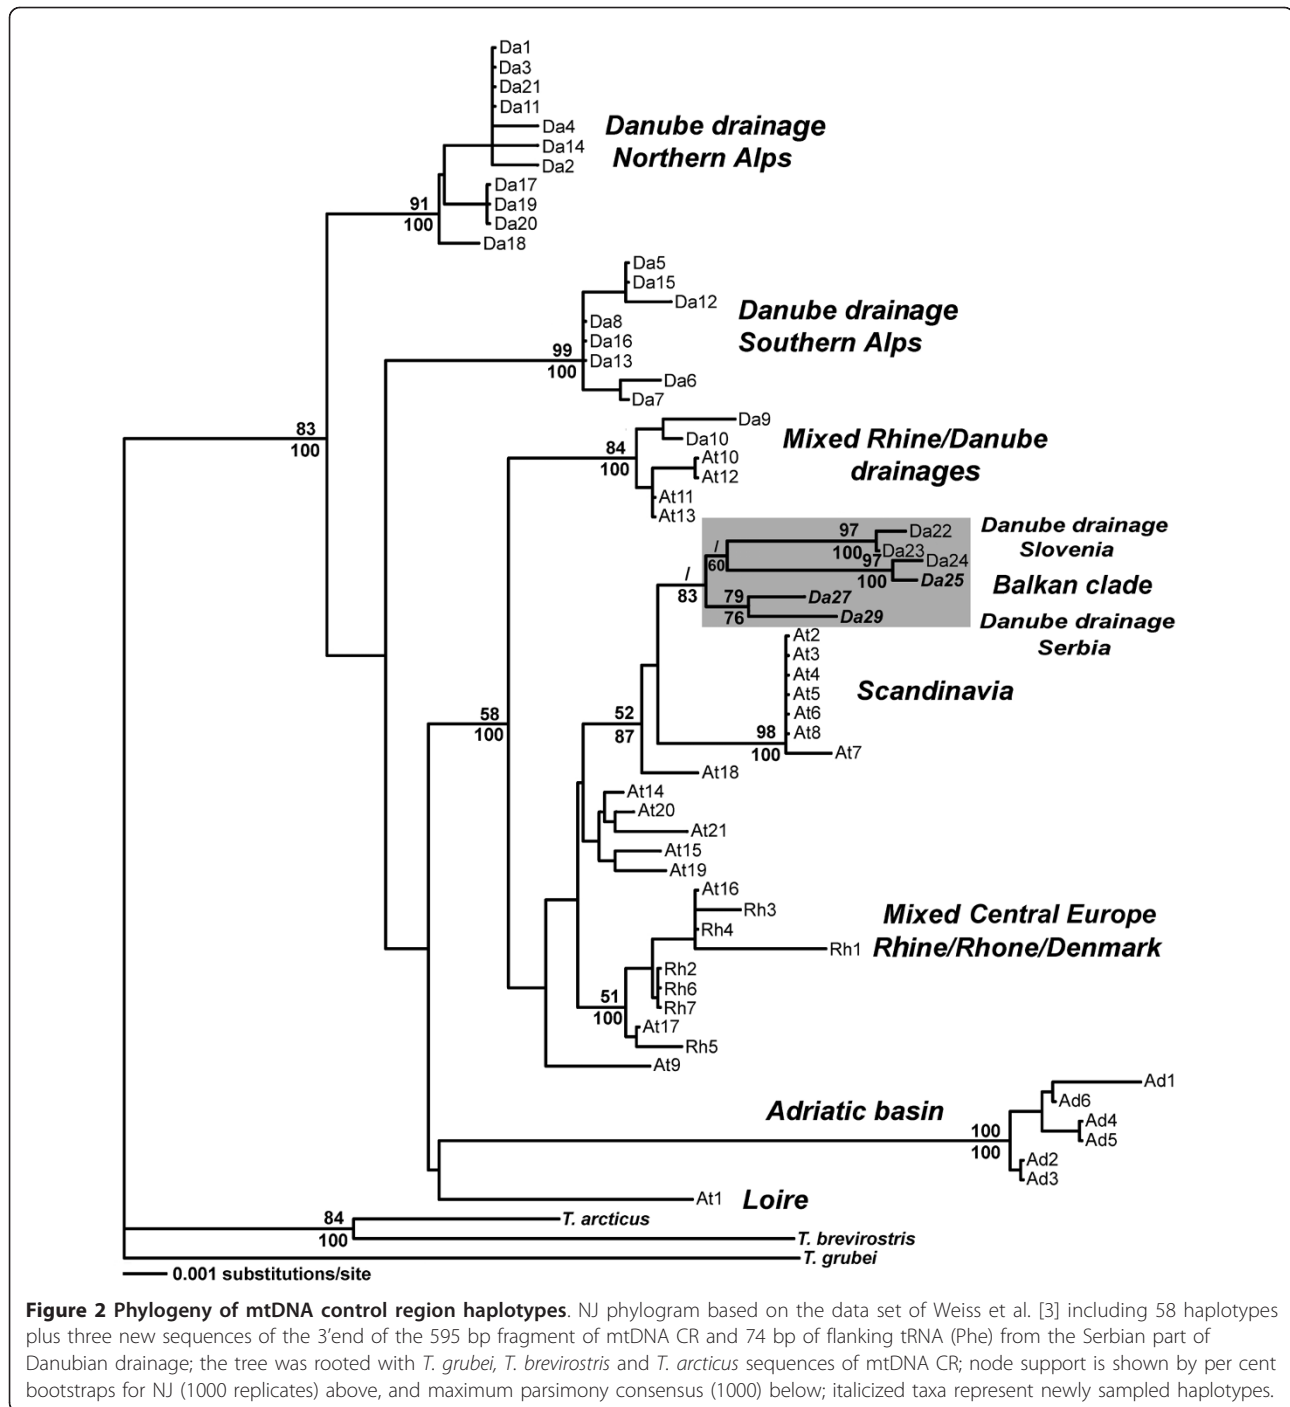 Da1
Da3
Da21
Da11
Da4
Da14
Da2
Danube drainage
Northern Alps
Da17
Da19
Da20
Da18
91
100
Da5
Da15
Da12
Da8
Da16
Da13
Da6
Da7
Danube drainage
Southern Alps
99
100
83
100
Da9
Da10
At10
At12
At11
At13
Mixed Rhine/Danube
drainages
84
100
Danube drainage
Slovenia
97
100
Da22
Da23
/
60
97
100
Da24
Da25
Balkan clade
/
83
79
76
Da27
Da29
Danube drainage
Serbia
At2
At3
At4
At5
At6
At8
At7
Scandinavia
98
100
58
100
52
87
At18
At14
At20
At21
At15
At19
At16
Rh3
Rh4
Rh1
Mixed Central Europe
Rhine/Rhone/Denmark
Rh2
Rh6
Rh7
51
100
At17
Rh5
At9
Ad1
Ad6
Ad4
Ad5
Ad2
Ad3
Adriatic basin
100
100
At1
Loire
84
100
T. arcticus
T. brevirostris
T. grubei
0.001 substitutions/site
Figure 2 Phylogeny of mtDNA control region haplotypes. NJ phylogram based on the data set of Weiss et al. [3] including 58 haplotypes
plus three new sequences of the 3'end of the 595 bp fragment of mtDNA CR and 74 bp of flanking tRNA (Phe) from the Serbian part of
Danubian drainage; the tree was rooted with T. grubei, T. brevirostris and T. arcticus sequences of mtDNA CR; node support is shown by per cent
bootstraps for NJ (1000 replicates) above, and maximum parsimony consensus (1000) below; italicized taxa represent newly sampled haplotypes.